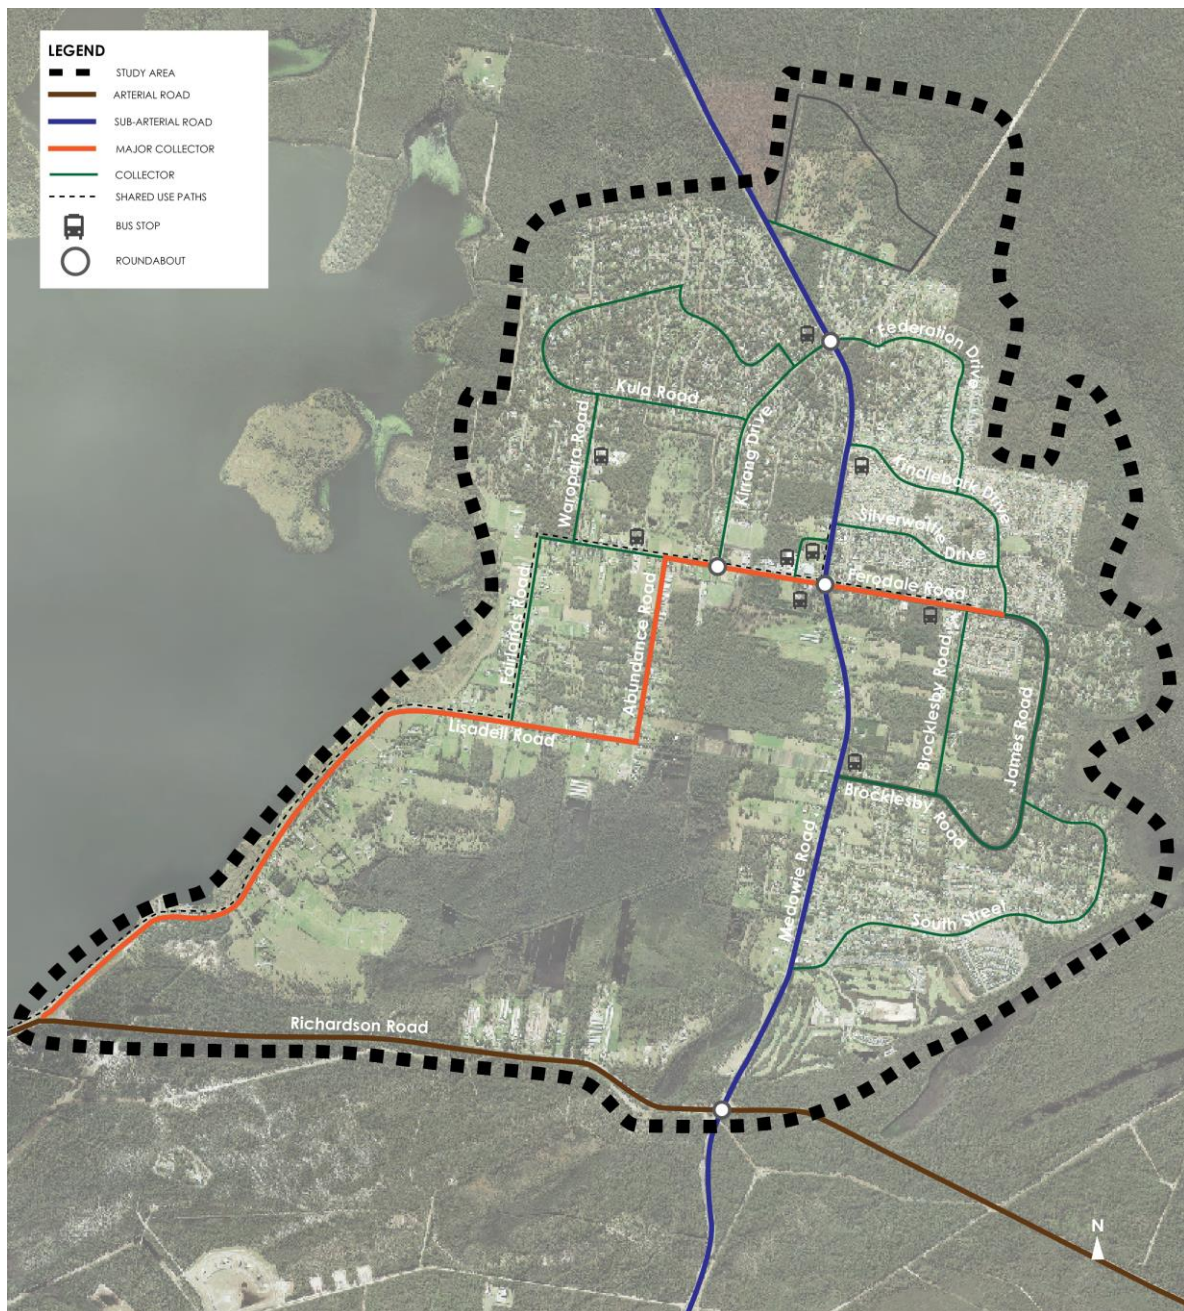 LEGEND
STUDY AREA
ARTERIAL ROAD
SUB-ARTERIAL ROAD
MAJOR COLLECTOR
COLLECTOR
SHARED USE PATHS
BUS STOP
ROUNDABOUT
Federation Drive
Kula Road
Waropara Road
Kirrang Drive
Kindlebark Drive
Silverwattle Drive
Ferodale Road
Fairlands Road
Abundance Road
Brocklesby Road
James Road
Lisadell Road
Brocklesby Road
Medowie Road
South Street
Richardson Road
N